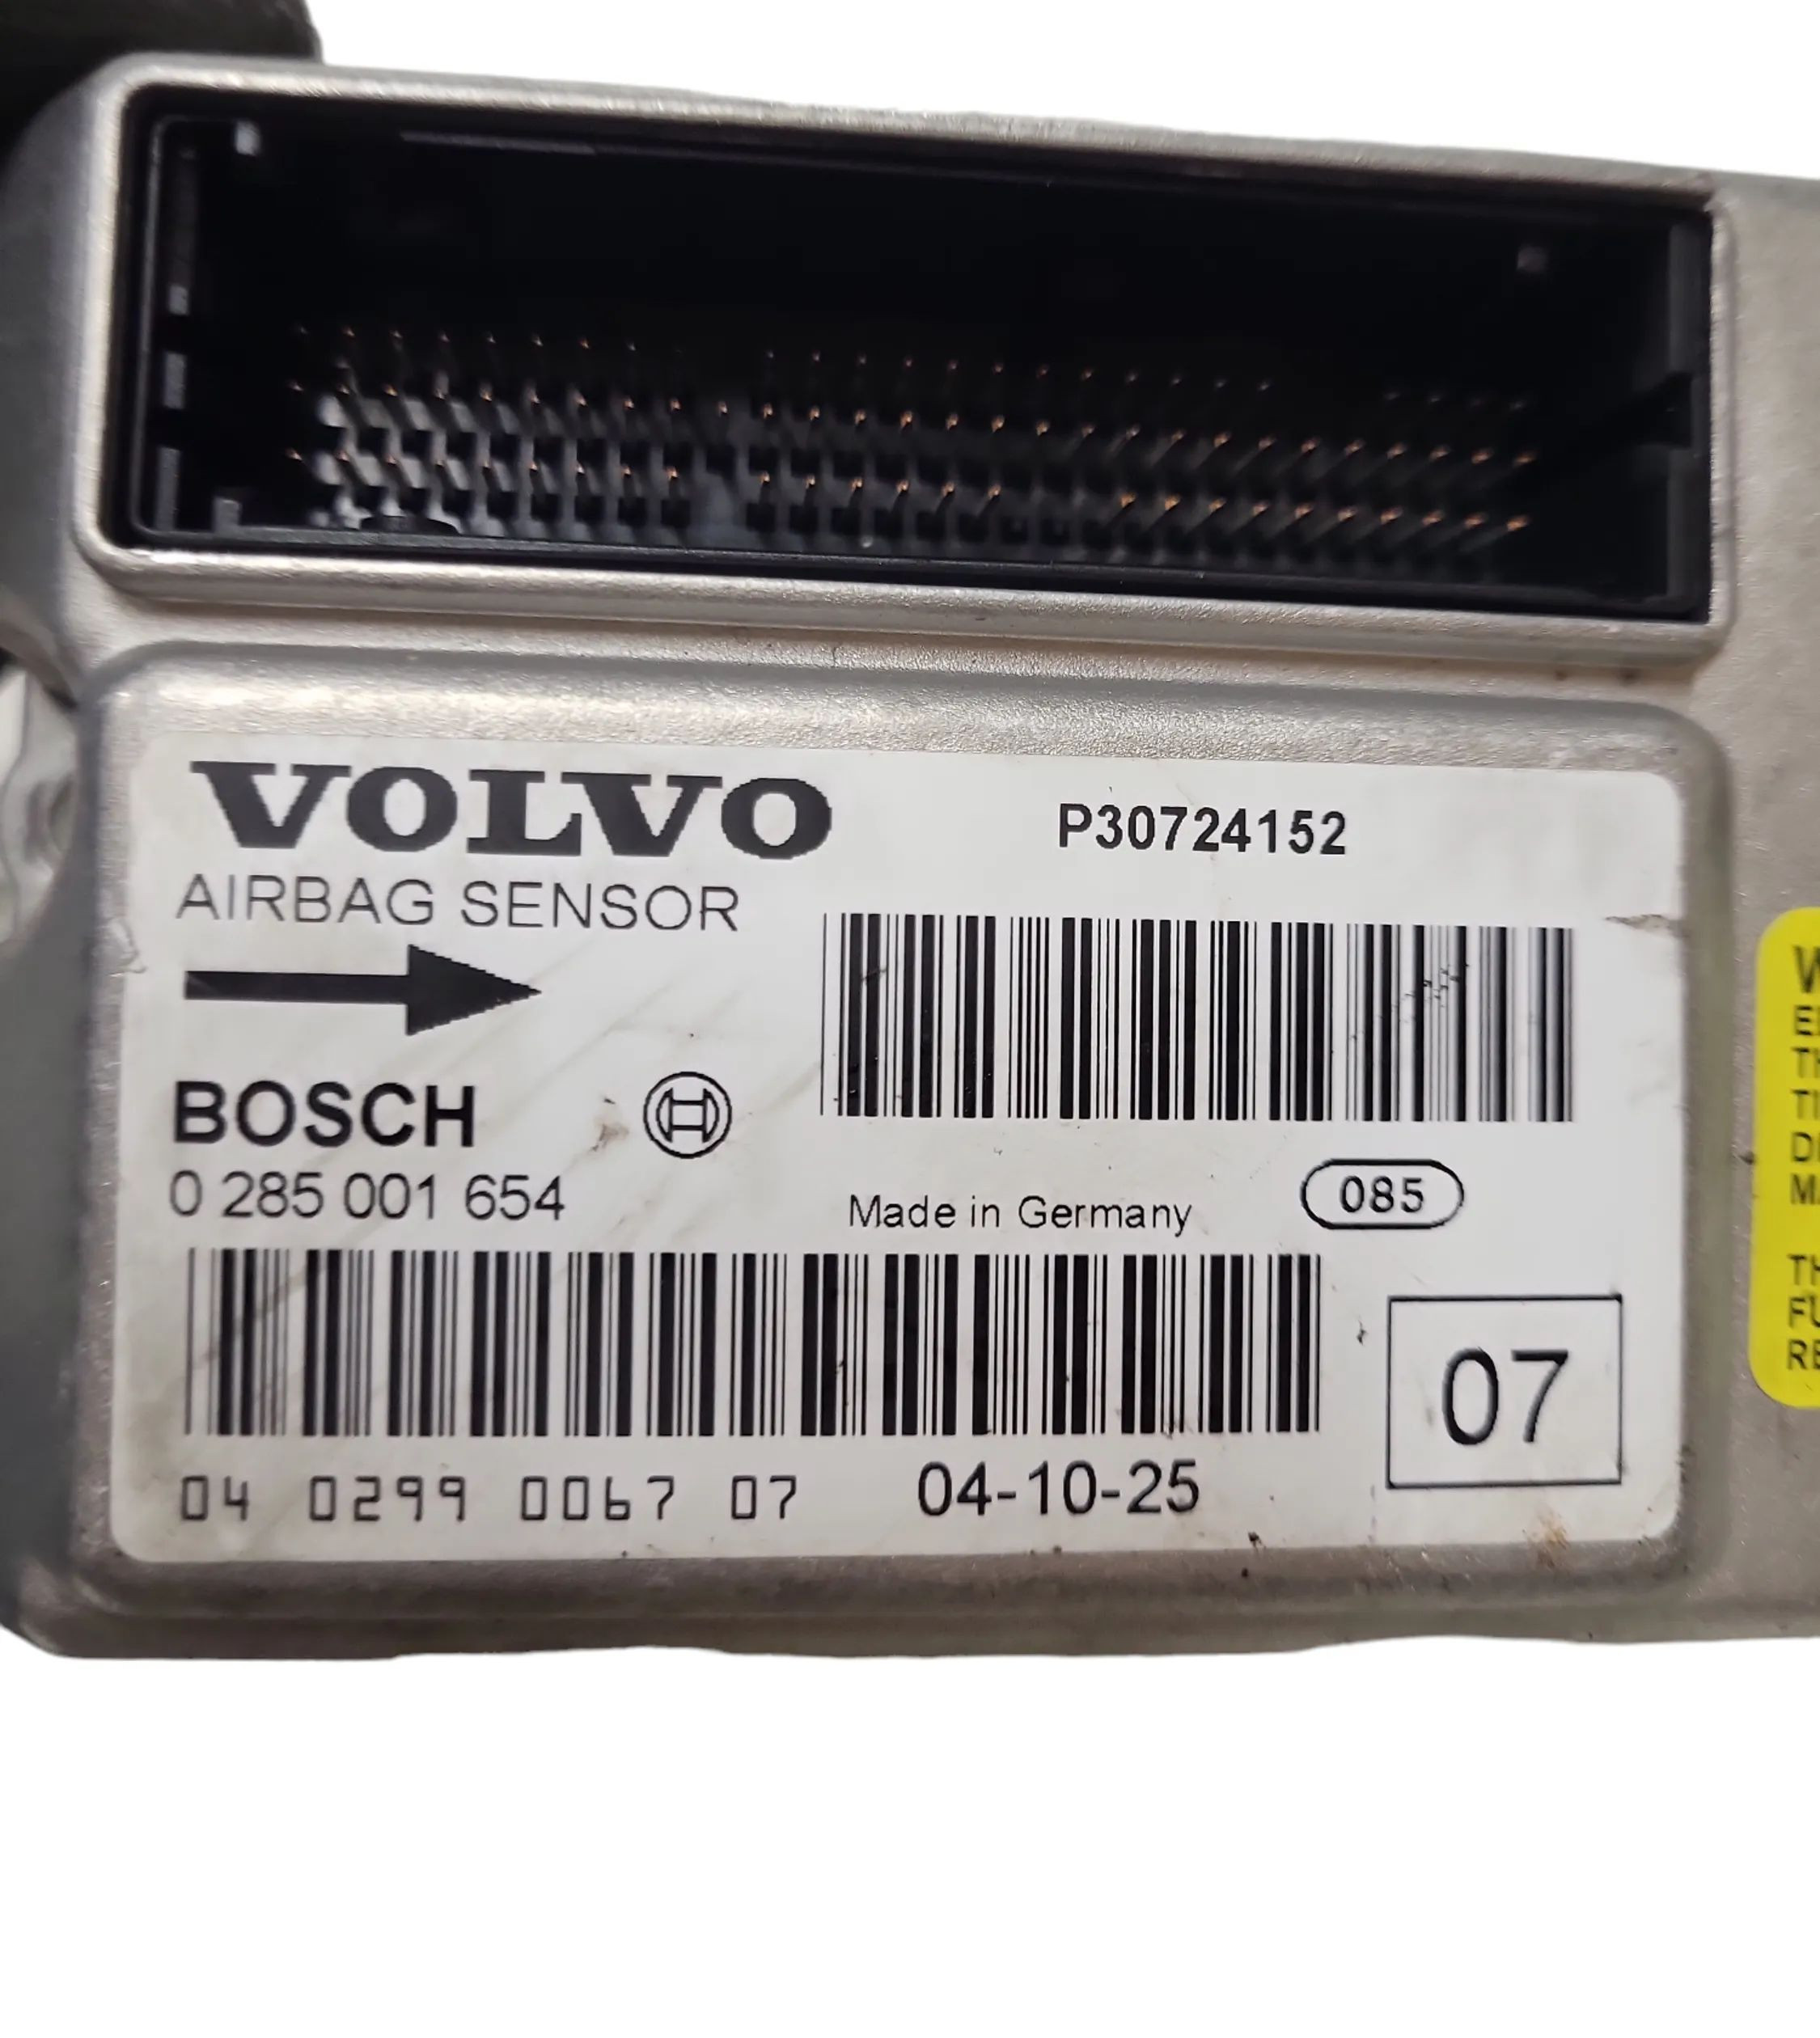 VOLVO
P30724152
AIRBAG SENSOR
BOSCH
0 285 001 654
Made in Germany
085
07
04 0299 0067 07
04-10-25